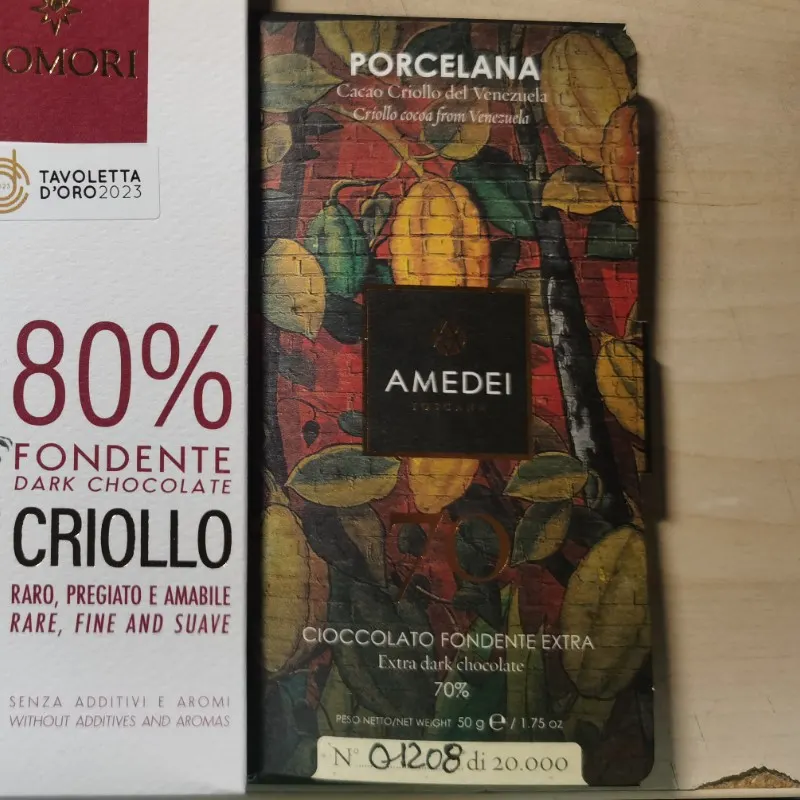 OMORI
2023
TAVOLETTA
D'ORO2023
80%
FONDENTE
DARK CHOCOLATE
CRIOLLO
RARO, PREGIATO E AMABILE
RARE, FINE AND SUAVE
SENZA ADDITIVI E AROMI
WITHOUT ADDITIVES AND AROMAS
PORCELANA
Cacao Criollo del Venezuela
Criollo cocoa from Venezuela
AMEDEI
TOSCANA
70
CIOCCOLATO FONDENTE EXTRA
Extra dark chocolate
70%
PESO NETTO/NET WEIGHT 50 g e / 1.75 oz
N° 01208 di 20.000